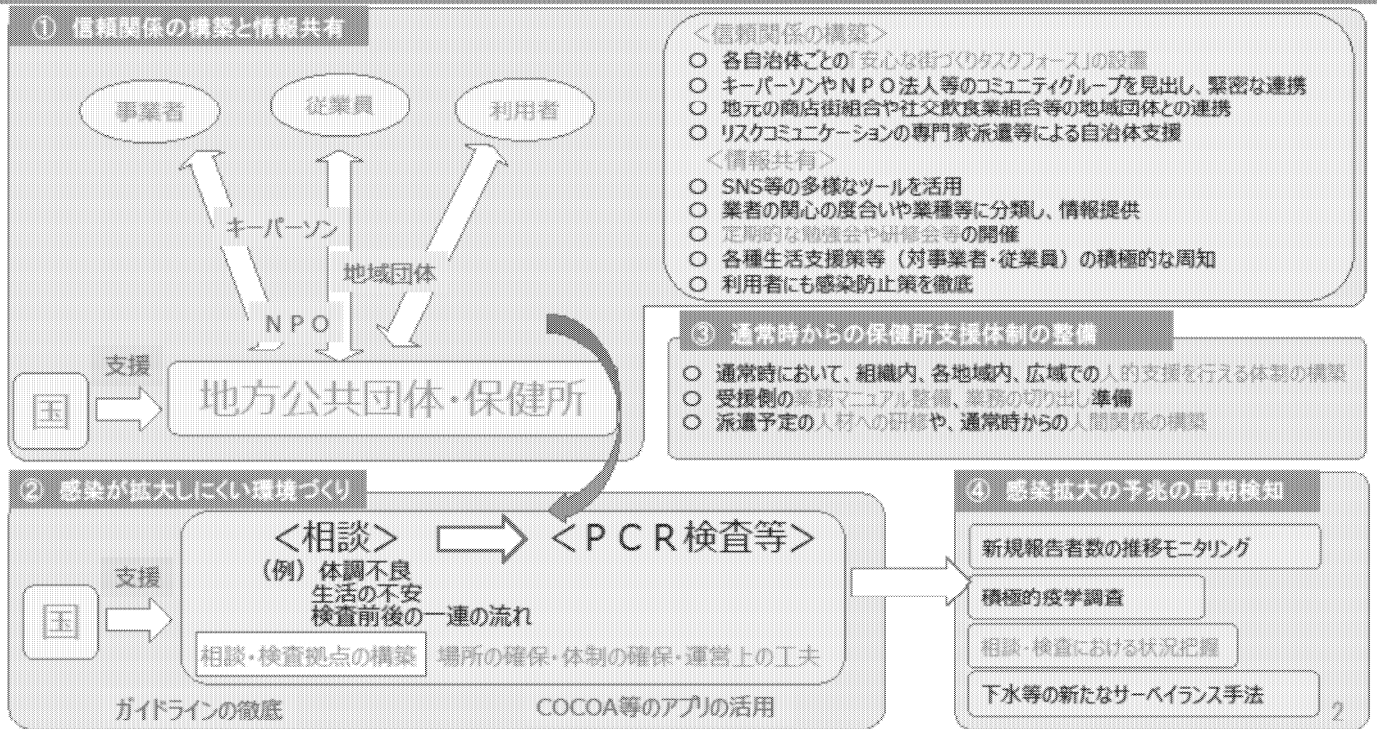 ① 信頼関係の構築と情報共有
事業者
従業員
利用者
キーパーソン
地域団体
ＮＰＯ
支援
国
地方公共団体・保健所
＜信頼関係の構築＞
○ 各自治体ごとの「安心な街づくりタスクフォース」の設置
○ キーパーソンやＮＰＯ法人等のコミュニティグループを見出し、緊密な連携
○ 地元の商店街組合や社交飲食業組合等の地域団体との連携
○ リスクコミュニケーションの専門家派遣等による自治体支援
＜情報共有＞
○ SNS等の多様なツールを活用
○ 業者の関心の度合いや業種等に分類し、情報提供
○ 定期的な勉強会や研修会等の開催
○ 各種生活支援策等（対事業者・従業員）の積極的な周知
○ 利用者にも感染防止策を徹底
③ 通常時からの保健所支援体制の整備
○ 通常時において、組織内、各地域内、広域での人的支援を行える体制の構築
○ 受援側の業務マニュアル整備、業務の切り出し準備
○ 派遣予定の人材への研修や、通常時からの人間関係の構築
② 感染が拡大しにくい環境づくり
支援
国
＜相談＞
＜ＰＣＲ検査等＞
（例）体調不良
生活の不安
検査前後の一連の流れ
相談・検査拠点の構築
場所の確保・体制の確保・運営上の工夫
ガイドラインの徹底
COCOA等のアプリの活用
④ 感染拡大の予兆の早期検知
新規報告者数の推移モニタリング
積極的疫学調査
相談・検査における状況把握
下水等の新たなサーベイランス手法
2